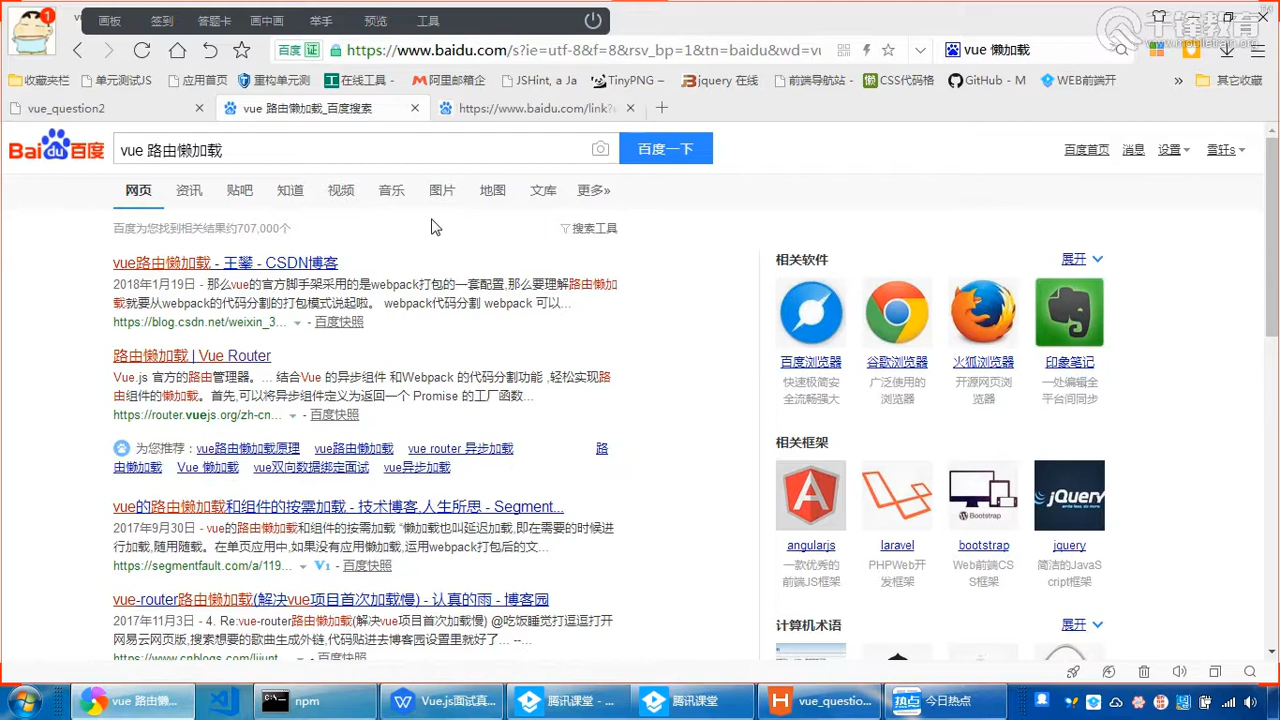 画板 签到 答题卡 画中画 举手 预览 工具
1
千锋教育
www.mobiletrain.org
百度 证 https://www.baidu.com/s?ie=utf-8&f=8&rsv_bp=1&tn=baidu&wd=vu
vue 懒加载
收藏夹栏 单元测试JS 应用首页 重构单元测 在线工具 - 阿里邮箱企 JSHint, a Ja TinyPNG – jquery 在线 前端导航站 - CSS代码格 GitHub - M WEB前端开 » 其它收藏
vue_question2
vue 路由懒加载_百度搜索
https://www.baidu.com/link?u
Bai du 百度
vue 路由懒加载
百度一下
百度首页 消息 设置 雪轩s
网页 资讯 贴吧 知道 视频 音乐 图片 地图 文库 更多»
百度为您找到相关结果约707,000个
搜索工具
vue路由懒加载 - 王攀 - CSDN博客
2018年1月19日 - 那么vue的官方脚手架采用的是webpack打包的一套配置,那么要理解路由懒加
载就要从webpack的代码分割的打包模式说起啦。 webpack代码分割 webpack 可以...
https://blog.csdn.net/weixin_3... - 百度快照
路由懒加载 | Vue Router
Vue.js 官方的路由管理器。... 结合Vue 的异步组件 和Webpack 的代码分割功能 ,轻松实现路
由组件的懒加载。首先,可以将异步组件定义为返回一个 Promise 的工厂函数...
https://router.vuejs.org/zh-cn... - 百度快照
为您推荐: vue路由懒加载原理 vue路由懒加载 vue router 异步加载 路
由懒加载 Vue 懒加载 vue双向数据绑定面试 vue异步加载
vue的路由懒加载和组件的按需加载 - 技术博客,人生所思 - Segment...
2017年9月30日 - vue的路由懒加载和组件的按需加载 “懒加载也叫延迟加载,即在需要的时候进
行加载,随用随载。在单页应用中,如果没有应用懒加载,运用webpack打包后的文...
https://segmentfault.com/a/119... V1 - 百度快照
vue-router路由懒加载(解决vue项目首次加载慢) - 认真的雨 - 博客园
2017年11月3日 - 4. Re:vue-router路由懒加载(解决vue项目首次加载慢) @吃饭睡觉打逗逗打开
网易云网页版,搜索想要的歌曲生成外链,代码贴进去博客园设置里就好了... --...
https://www.cnblogs.com/lijunt... - 百度快照
相关软件
展开
百度浏览器 谷歌浏览器 火狐浏览器 印象笔记
快速极简安 广泛使用的 开源网页浏 一处编辑全
全流畅强大 浏览器 览器 平台间同步
相关框架
Bootstrap
jQuery
angularjs laravel bootstrap jquery
一款优秀的 PHPWeb开 Web前端CS 简洁的JavaS
前端JS框架 发框架 S框架 cript框架
计算机术语
展开
vue 路由懒... npm Vue.js面试真... 腾讯课堂 - ... 腾讯课堂 vue_questio... 热点 今日热点